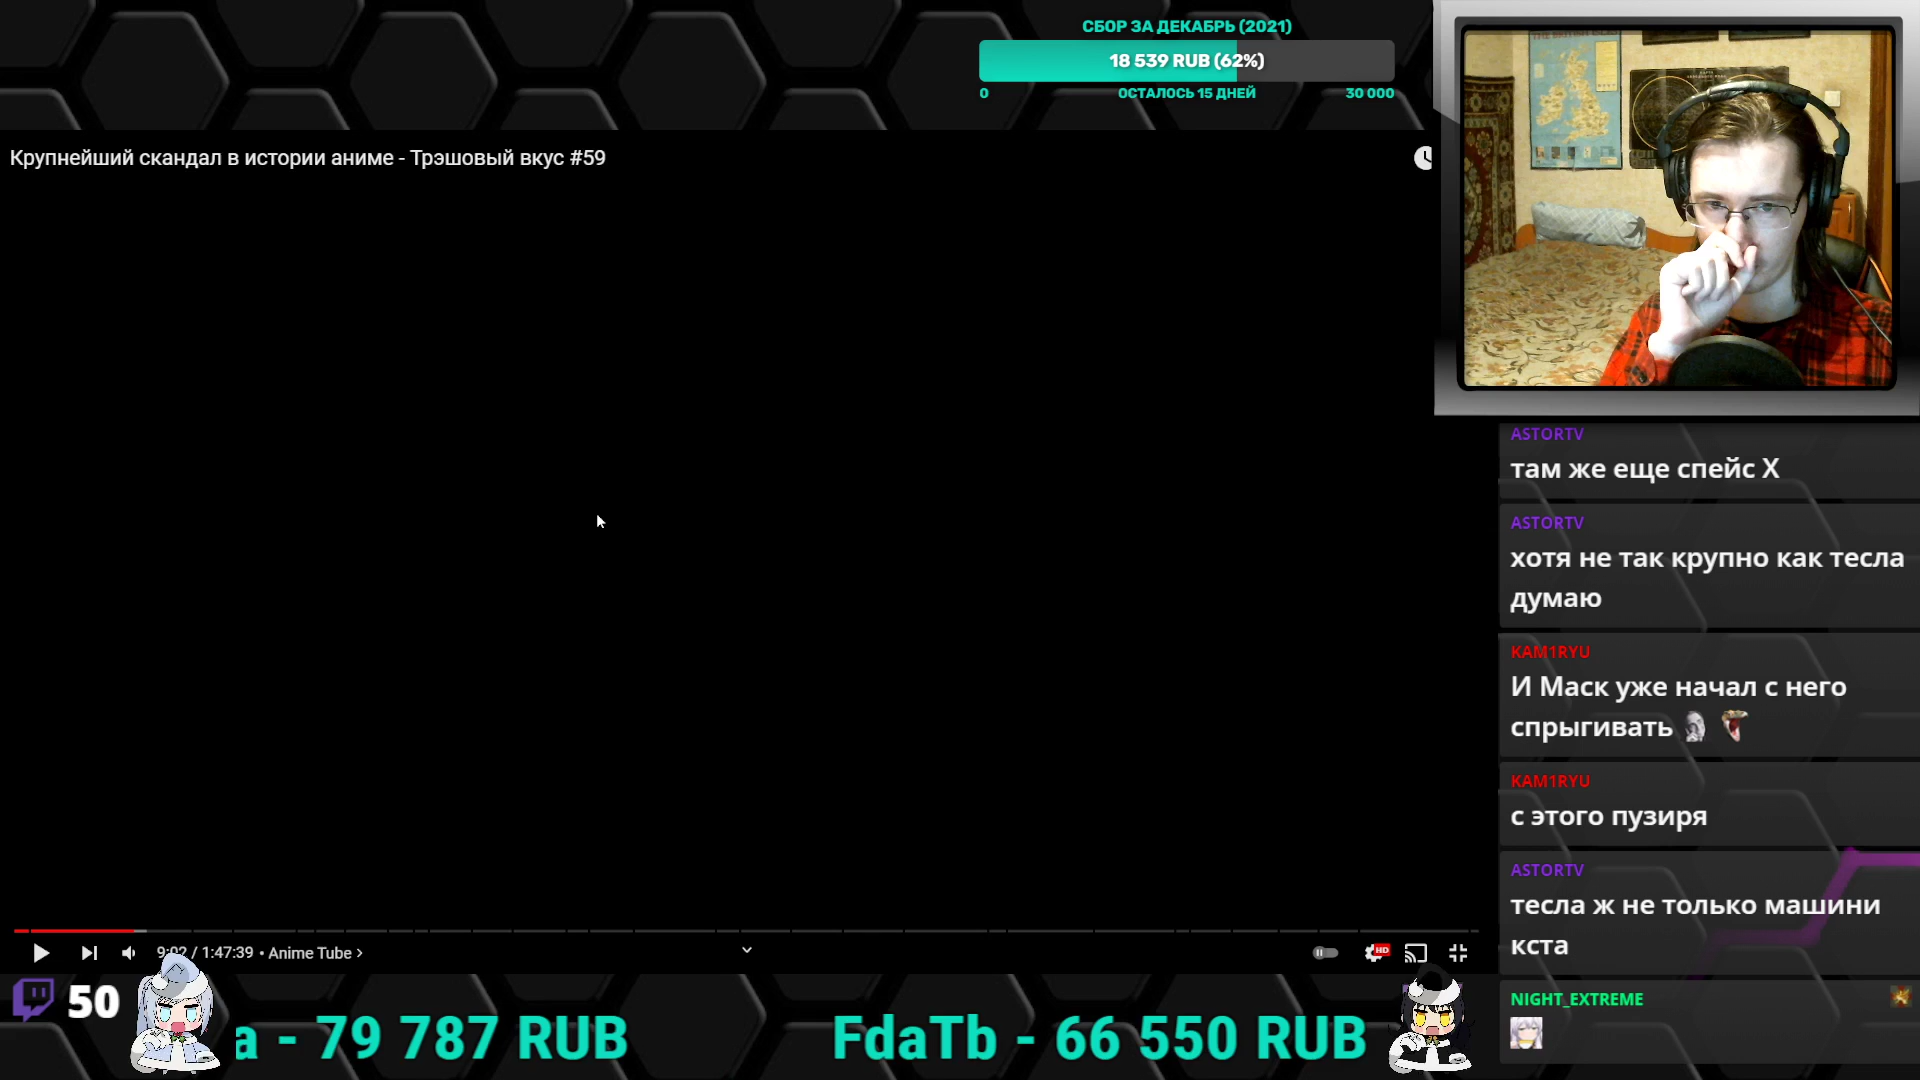 СБОР ЗА ДЕКАБРЬ (2021)
18 539 RUB (62%)
0 ОСТАЛОСЬ 15 ДНЕЙ 30 000
Крупнейший скандал в истории аниме - Трэшовый вкус #59
ASTORTV
там же еще спейс Х
ASTORTV
хотя не так крупно как тесла
думаю
KAM1RYU
И Маск уже начал с него
спрыгивать
KAM1RYU
с этого пузиря
ASTORTV
тесла ж не только машини
кста
NIGHT_EXTREME
9:02 / 1:47:39 • Anime Tube
HD
50
а - 79 787 RUB FdaTb - 66 550 RUB